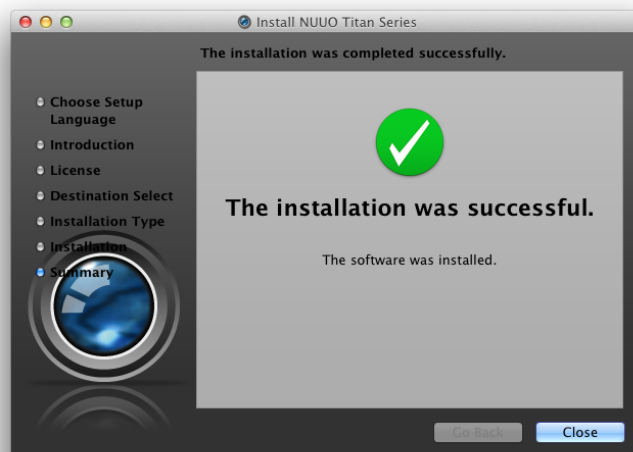 Install NUUO Titan Series
The installation was completed successfully.
Choose Setup
Language
Introduction
License
Destination Select
Installation Type
Installation
Summary
The installation was successful.
The software was installed.
Go Back
Close